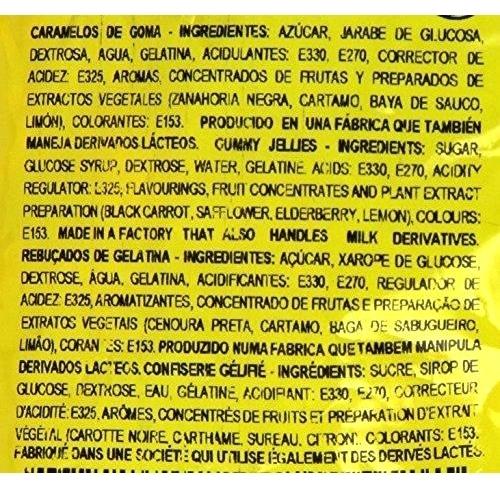 CARAMELOS DE GOMA - INGREDIENTES: AZÚCAR, JARABE DE GLUCOSA,
DEXTROSA, AGUA, GELATINA, ACIDULANTES: E330, E270, CORRECTOR DE
ACIDEZ: E325, AROMAS, CONCENTRADOS DE FRUTAS Y PREPARADOS DE
EXTRACTOS VEGETALES (ZANAHORIA NEGRA, CARTAMO, BAYA DE SAUCO,
LIMÓN), COLORANTES: E153. PRODUCIDO EN UNA FÁBRICA QUE TAMBIÉN
MANEJA DERIVADOS LÁCTEOS. GUMMY JELLIES - INGREDIENTS: SUGAR,
GLUCOSE SYRUP, DEXTROSE, WATER, GELATINE, ACIDS: E330, E270, ACIDITY
REGULATOR: E325, FLAVOURINGS, FRUIT CONCENTRATES AND PLANT EXTRACT
PREPARATION (BLACK CARROT, SAFFLOWER, ELDERBERRY, LEMON), COLOURS:
E153. MADE IN A FACTORY THAT ALSO HANDLES MILK DERIVATIVES.
REBUÇADOS DE GELATINA - INGREDIENTES: AÇÚCAR, XAROPE DE GLUCOSE,
DEXTROSE, ÁGUA, GELATINA, ACIDIFICANTES: E330, E270, REGULADOR DE
ACIDEZ: E325, AROMATIZANTES, CONCENTRADO DE FRUTAS E PREPARAÇÃO DE
EXTRATOS VEGETAIS (CENOURA PRETA, CARTAMO, BAGA DE SABUGUEIRO,
LIMÃO), CORANTES: E153. PRODUZIDO NUMA FABRICA QUE TAMBEM MANIPULA
DERIVADOS LACTEOS. CONFISERIE GÉLIFIÉ - INGRÉDIENTS: SUCRE, SIROP DE
GLUCOSE, DEXTROSE, EAU, GÉLATINE, ACIDIFIANT: E330, E270, CORRECTEUR
D'ACIDITÉ: E325, ARÔMES, CONCENTRÉS DE FRUITS ET PRÉPARATION D'EXTRAIT
VÉGÉTAL (CAROTTE NOIRE, CARTHAME, SUREAU, CITRON), COLORANTS: E153.
FABRIQUÉ DANS UNE SOCIÉTÉ QUI UTILISE ÉGALEMENT DES DERIVES LACTÉS.